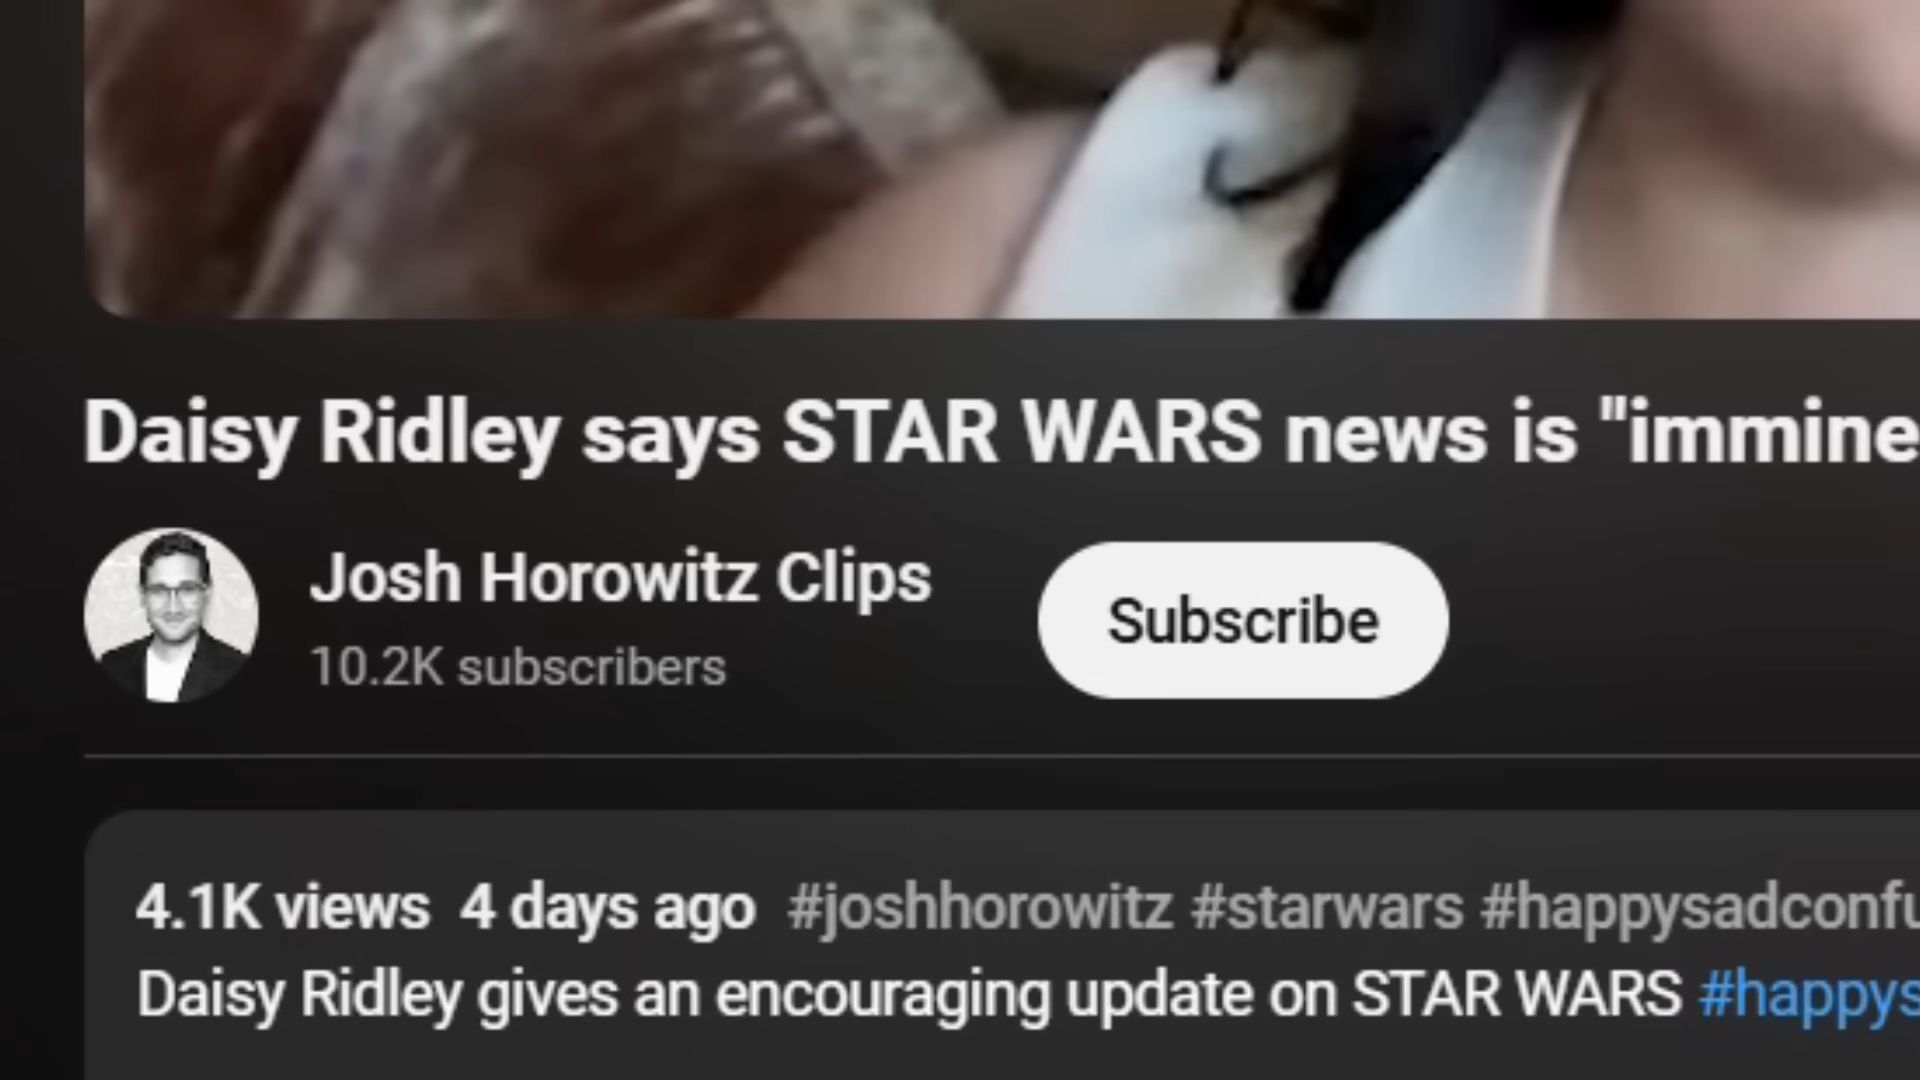 Daisy Ridley says STAR WARS news is "immine
Josh Horowitz Clips
10.2K subscribers
Subscribe
4.1K views 4 days ago #joshhorowitz #starwars #happysadconfu
Daisy Ridley gives an encouraging update on STAR WARS #happys